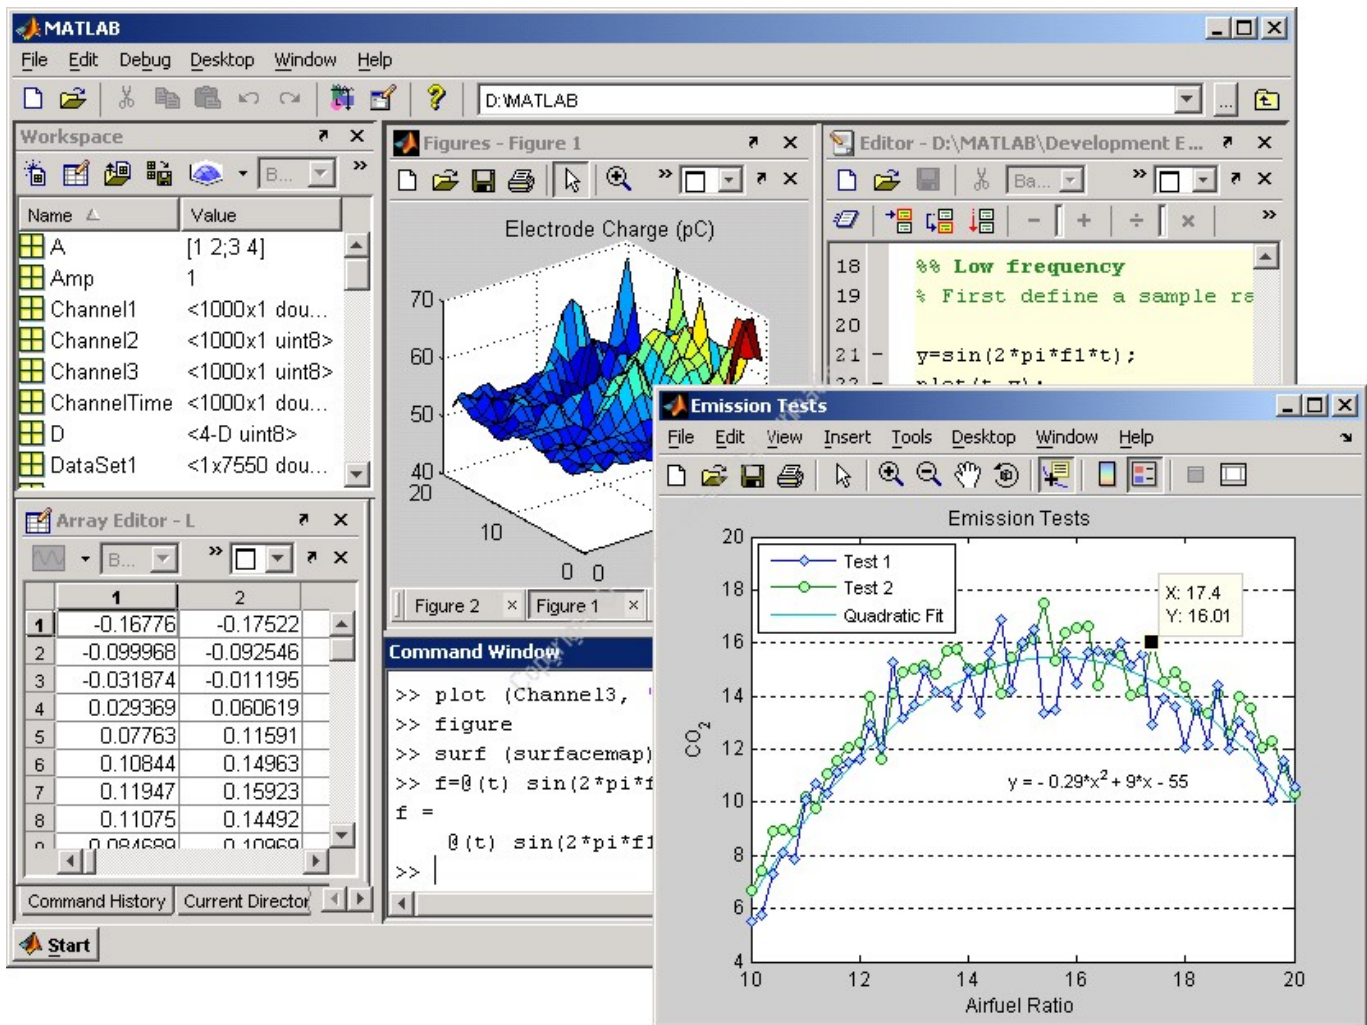 MATLAB
File Edit Debug Desktop Window Help
D:\MATLAB
Workspace
B...
Name Value
A [1 2;3 4]
Amp 1
Channel1 <1000x1 dou...
Channel2 <1000x1 uint8>
Channel3 <1000x1 uint8>
ChannelTime <1000x1 dou...
D <4-D uint8>
DataSet1 <1x7550 dou...
Figures - Figure 1
Electrode Charge (pC)
70
60
50
40
20
10
0 0
Figure 2 × Figure 1 ×
Editor - D:\MATLAB\Development E...
Ba...
18 %% Low frequency
19 % First define a sample ra
20
21 - y=sin(2*pi*f1*t);
22 - plot(t,y);
Array Editor - L
B...
1 2
1 -0.16776 -0.17522
2 -0.099968 -0.092546
3 -0.031874 -0.011195
4 0.029369 0.060619
5 0.07763 0.11591
6 0.10844 0.14963
7 0.11947 0.15923
8 0.11075 0.14492
0.084689 0.10969
Command History Current Director
Start
Command Window
>> plot (Channel3, '
>> figure
>> surf (surfacemap)
>> f=@(t) sin(2*pi*f
f =
@(t) sin(2*pi*f1
>>
Emission Tests
File Edit View Insert Tools Desktop Window Help
Emission Tests
Test 1
Test 2
Quadratic Fit
X: 17.4
Y: 16.01
y = - 0.29*x² + 9*x - 55
20
18
16
14
12
10
8
6
4
CO₂
10 12 14 16 18 20
Airfuel Ratio